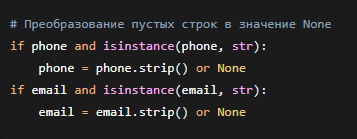 # Преобразование пустых строк в значение None
if phone and isinstance(phone, str):
    phone = phone.strip() or None
if email and isinstance(email, str):
    email = email.strip() or None